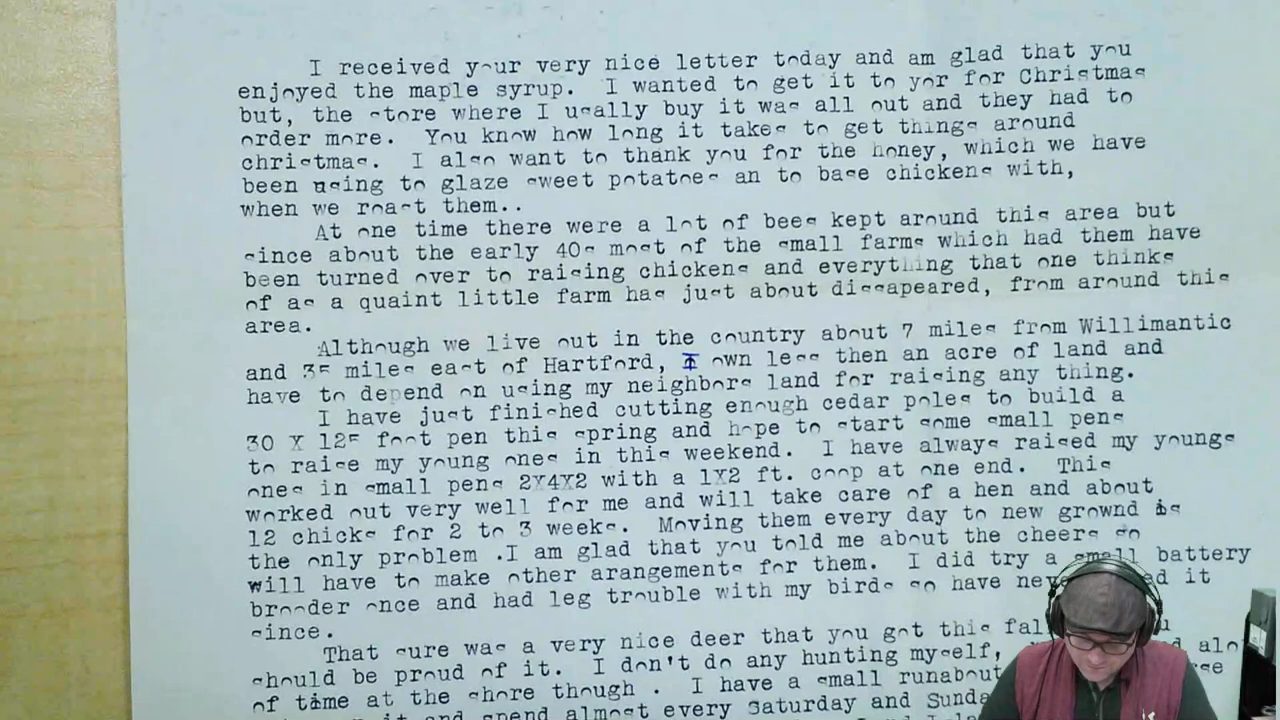 I received your very nice letter today and am glad that you
enjoyed the maple syrup. I wanted to get it to yor for Christmas
but, the store where I usally buy it was all out and they had to
order more. You know how long it takes to get things around
christmas. I also want to thank you for the honey, which we have
been using to glaze sweet potatoes an to base chickens with,
when we roast them..
At one time there were a lot of bees kept around this area but
since about the early 40s most of the small farms which had them have
been turned over to raising chickens and everything that one thinks
of as a quaint little farm has just about dissapeared, from around this
area.
Although we live out in the country about 7 miles from Willimantic
and 35 miles east of Hartford, I own less then an acre of land and
have to depend on using my neighbors land for raising any thing.
I have just finished cutting enough cedar poles to build a
30 X 125 foot pen this spring and hope to start some small pens
to raise my young ones in this weekend. I have always raised my youngs
ones in small pens 2X4X2 with a 1X2 ft. coop at one end. This
worked out very well for me and will take care of a hen and about
12 chicks for 2 to 3 weeks. Moving them every day to new grownd is
the only problem .I am glad that you told me about the cheers so
will have to make other arangements for them. I did try a small battery
brooder once and had leg trouble with my birds so have it
since.
That sure was a very nice deer that you got this
should be proud of it. I don't do any hunting myself,
of time at the shore though . I have a small runabout
it and spend almost every Saturday and